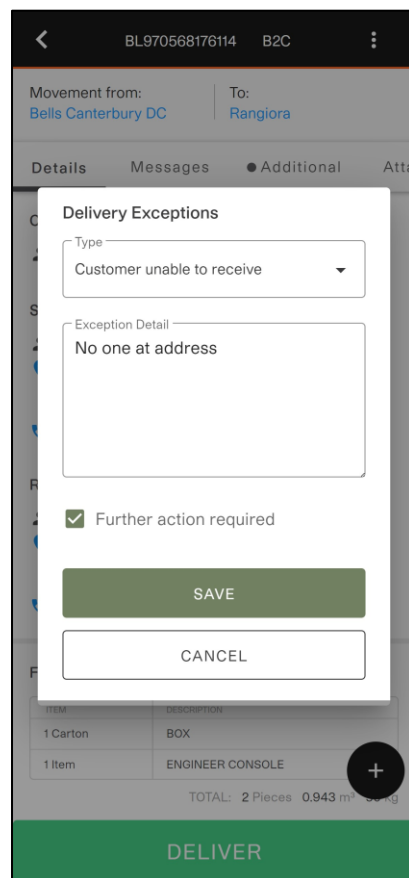 BL970568176114 B2C
Movement from: To:
Bells Canterbury DC Rangiora
Details Messages Additional Atta
Delivery Exceptions
Type
Customer unable to receive
Exception Detail
No one at address
Further action required
SAVE
CANCEL
ITEM DESCRIPTION
1 Carton BOX
1 Item ENGINEER CONSOLE
+
TOTAL: 2 Pieces 0.943 m³ kg
DELIVER